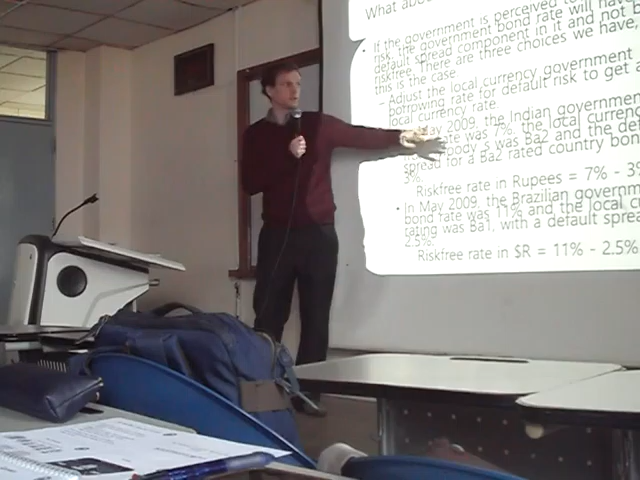 What abou
• If the government is perceived to
risk, the government bond rate will have
default spread component in it and not b
riskfree. There are three choices we have,
this is the case.
– Adjust the local currency government
borrowing rate for default risk to get a
local currency rate
May 2009, the Indian government
rate was 7%. the local currenc
ody's was Ba2 and the def
spread for a Ba2 rated country bon
3%.
Riskfree rate in Rupees = 7% - 3%
• In May 2009, the Brazilian governm
bond rate was 11% and the local cu
rating was Ba1, with a default sprea
2.5%.
Riskfree rate in $R = 11% - 2.5%